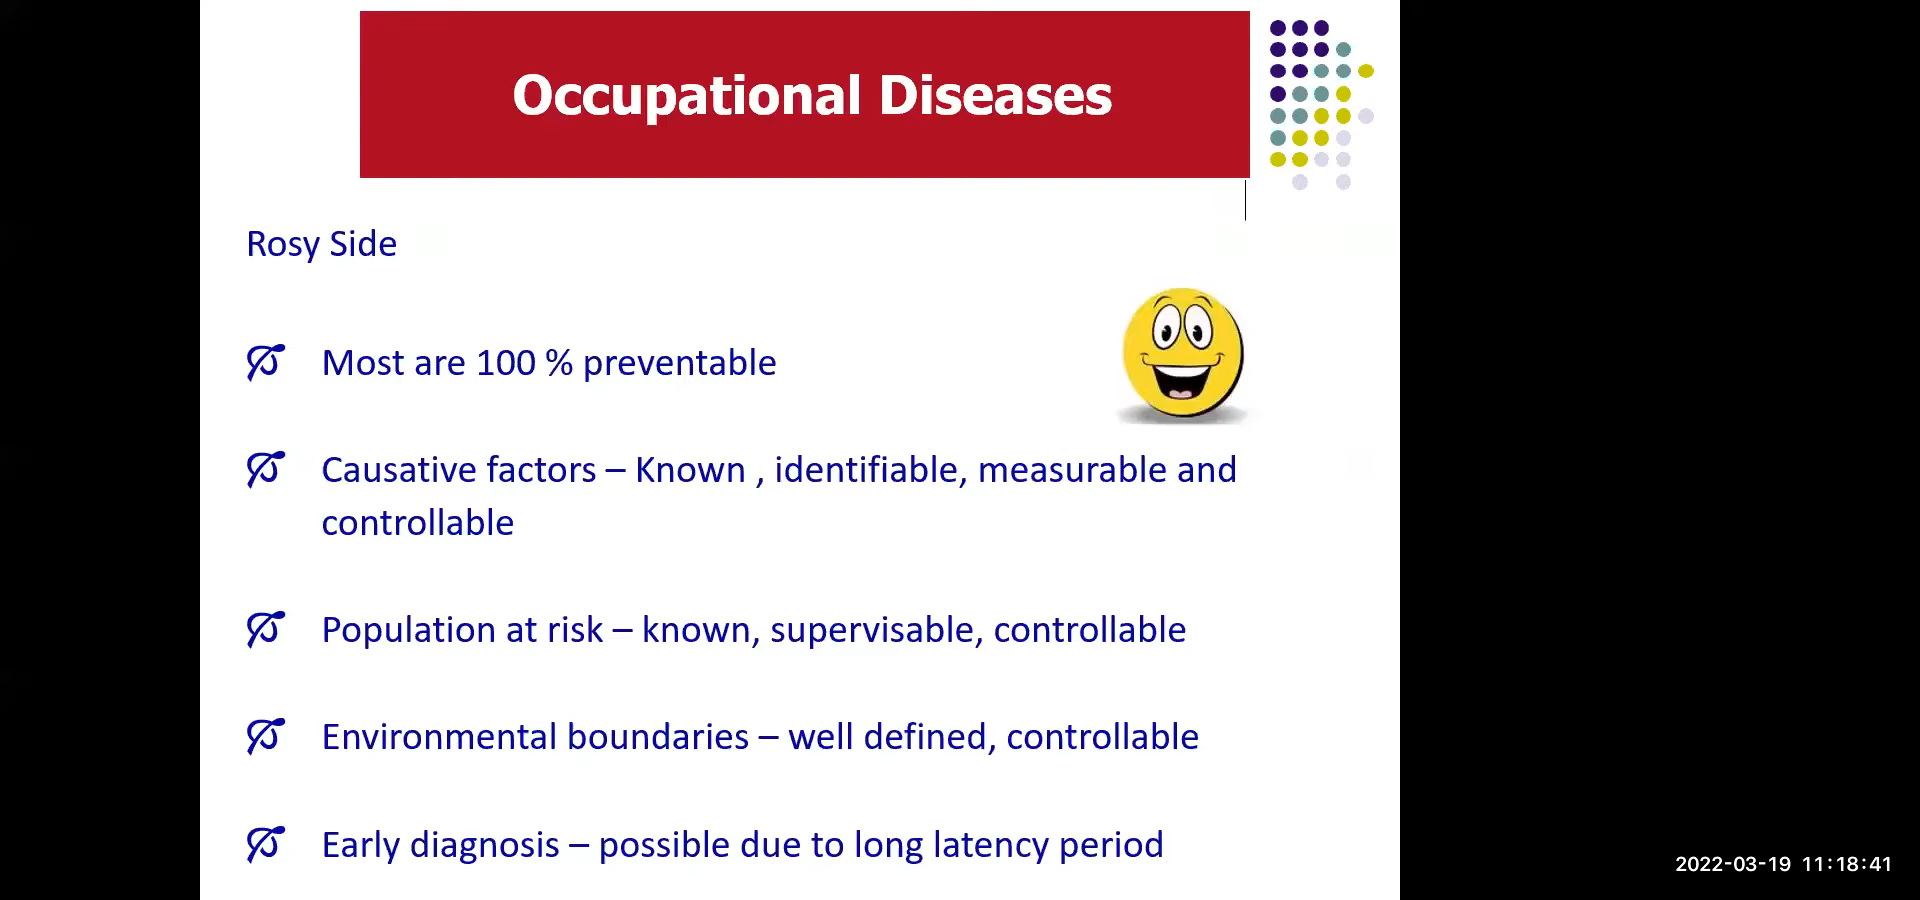 Occupational Diseases
Rosy Side
Most are 100 % preventable
Causative factors – Known , identifiable, measurable and
controllable
Population at risk – known, supervisable, controllable
Environmental boundaries – well defined, controllable
Early diagnosis – possible due to long latency period
2022-03-19 11:18:41